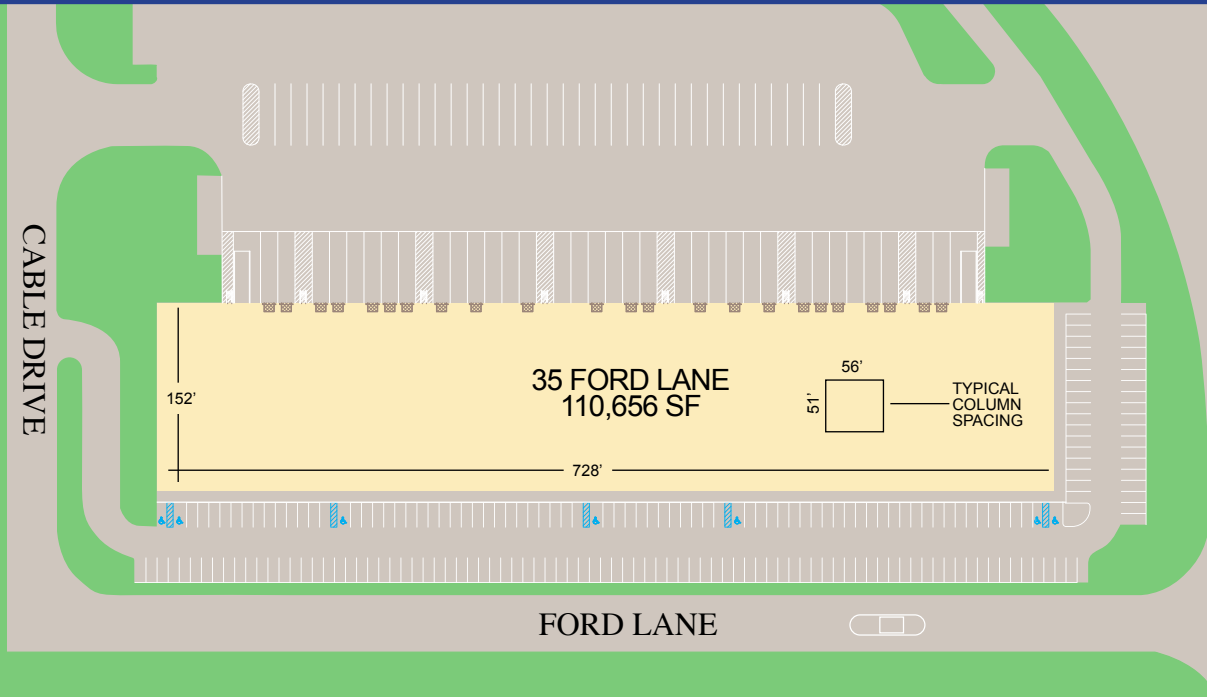 CABLE DRIVE
152'
35 FORD LANE
110,656 SF
56'
51'
TYPICAL
COLUMN
SPACING
728'
FORD LANE